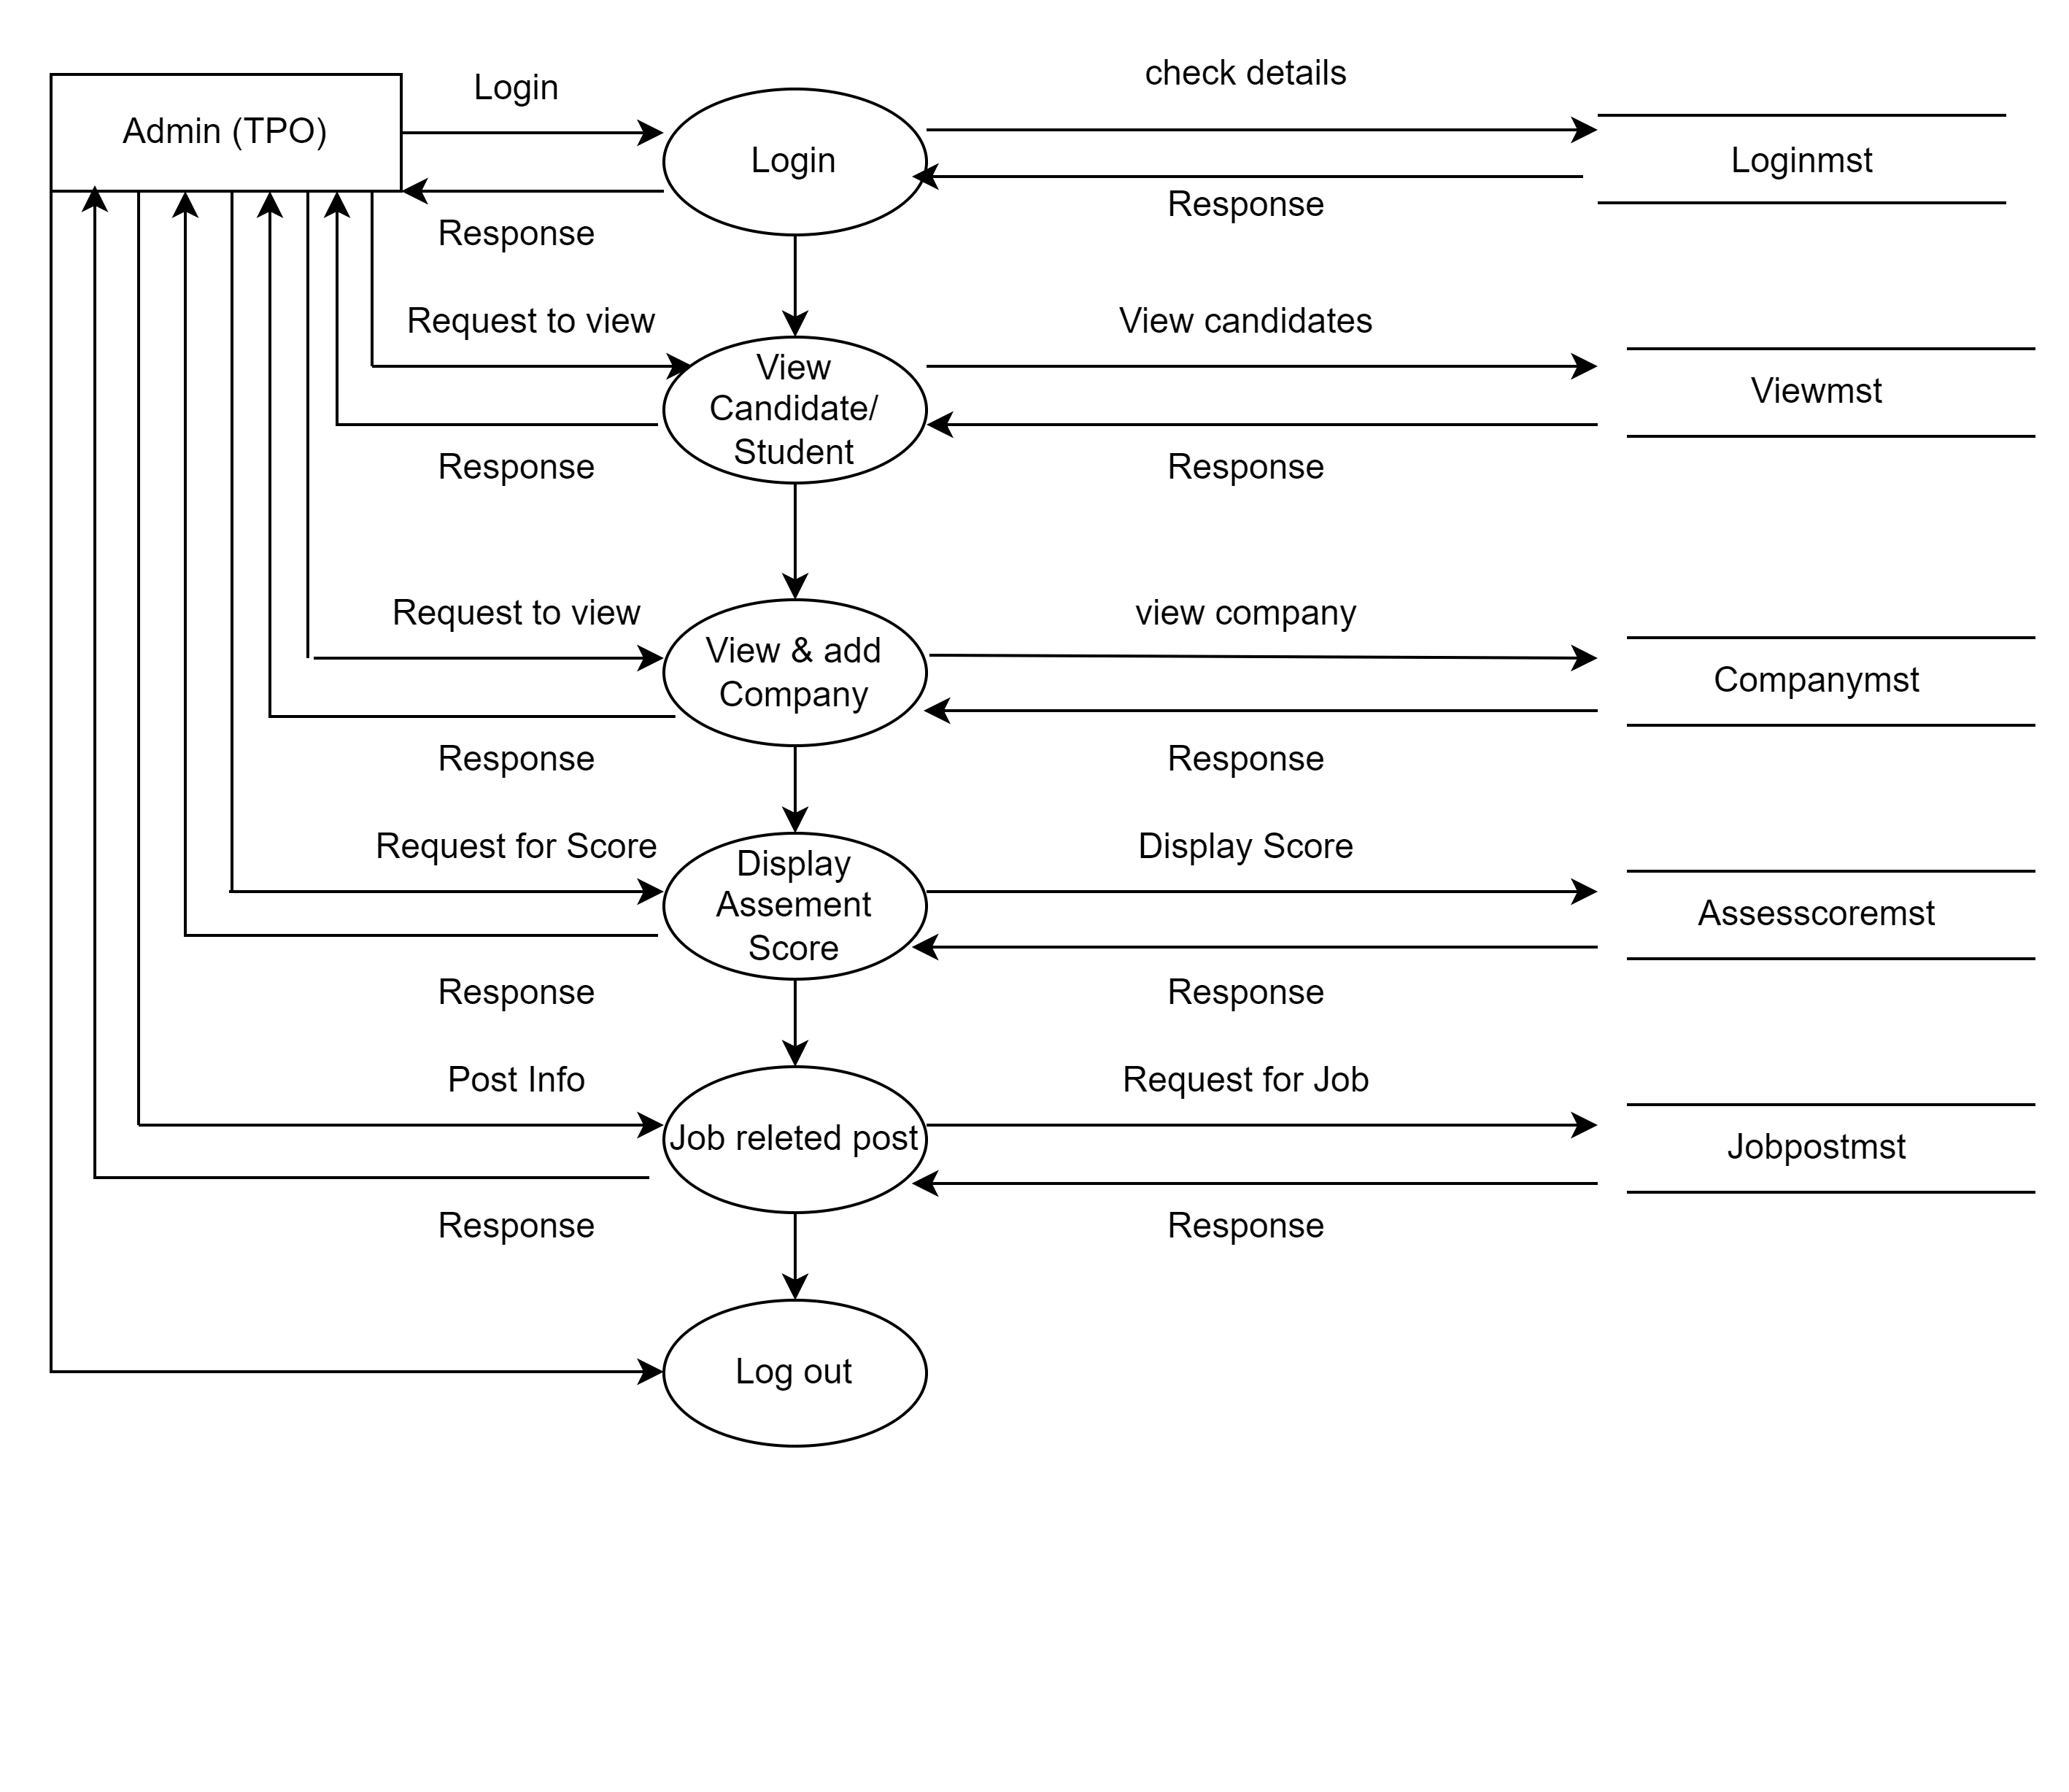 Login
check details
Admin (TPO)
Login
Loginmst
Response
Response
Request to view
View candidates
View
Candidate/
Student
Viewmst
Response
Response
Request to view
view company
View & add
Company
Companymst
Response
Response
Request for Score
Display Score
Display
Assement
Score
Assesscoremst
Response
Response
Post Info
Request for Job
Job releted post
Jobpostmst
Response
Response
Log out